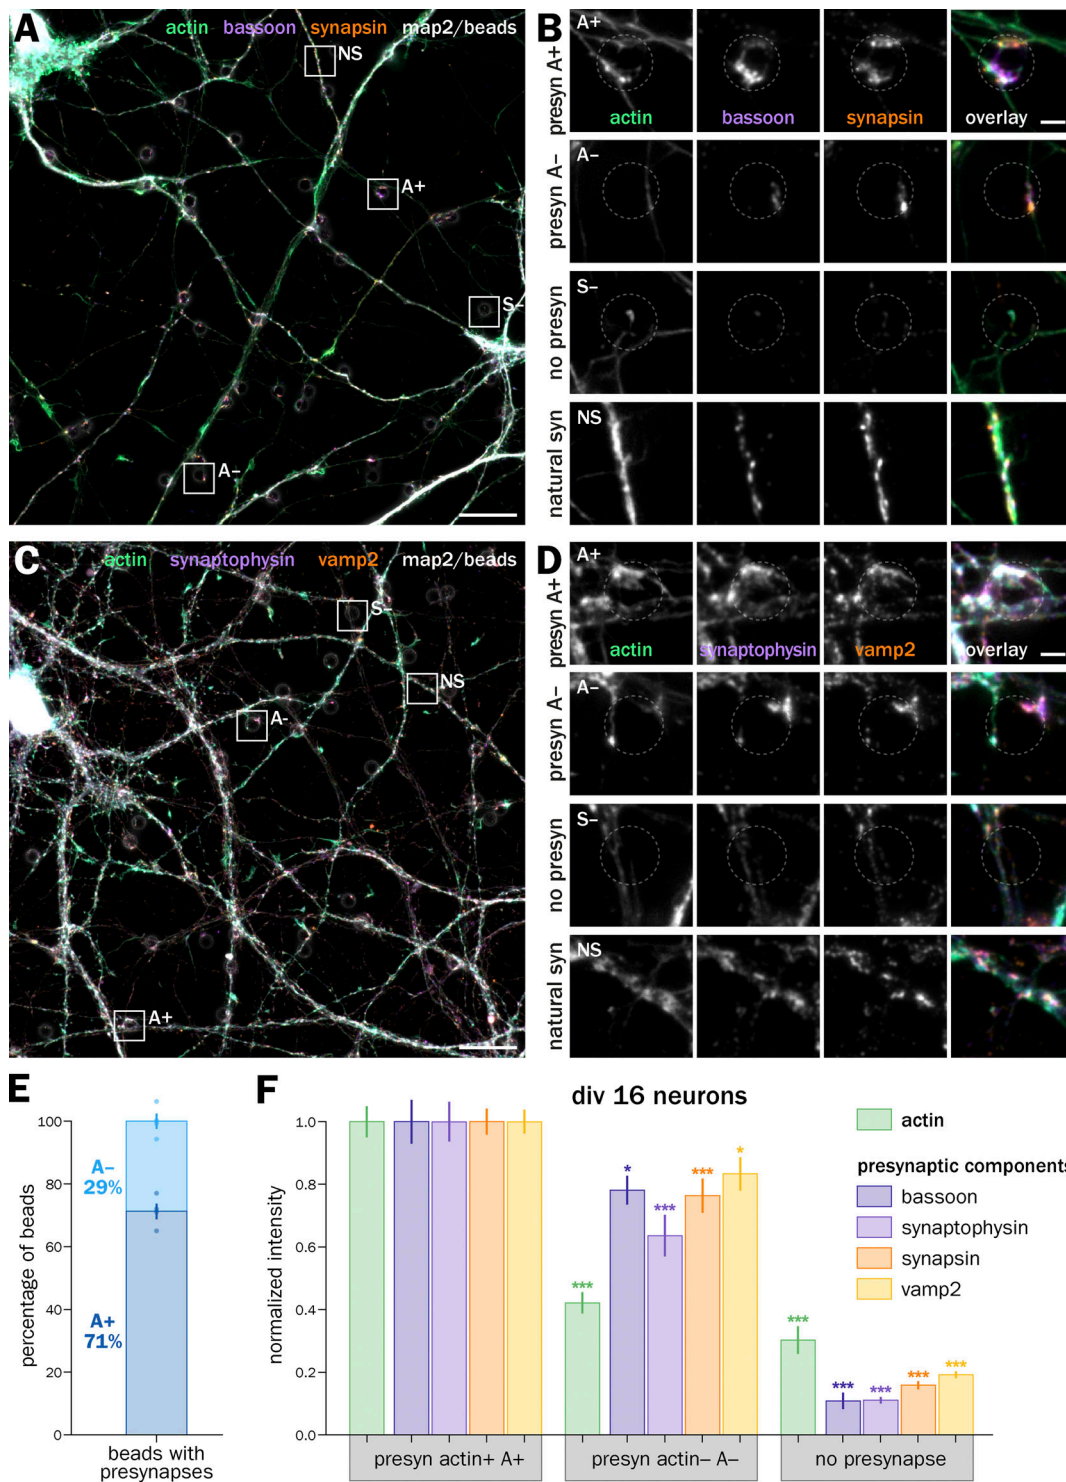 A
actin bassoon synapsin map2/beads
NS
A+
S–
A–
B
presyn A+
A+
actin
bassoon
synapsin
overlay
presyn A–
A–
no presyn
S–
natural syn
NS
C
actin synaptophysin vamp2 map2/beads
S–
NS
A-
A+
D
presyn A+
A+
actin
synaptophysin
vamp2
overlay
presyn A–
A–
no presyn
S–
natural syn
NS
E
percentage of beads
100
80
60
40
20
0
A–
29%
A+
71%
beads with
presynapses
F
div 16 neurons
normalized intensity
1.0
0.8
0.6
0.4
0.2
0.0
***
*
***
***
*
***
***
***
***
***
presyn actin+ A+
presyn actin– A–
no presynapse
actin
presynaptic components
bassoon
synaptophysin
synapsin
vamp2